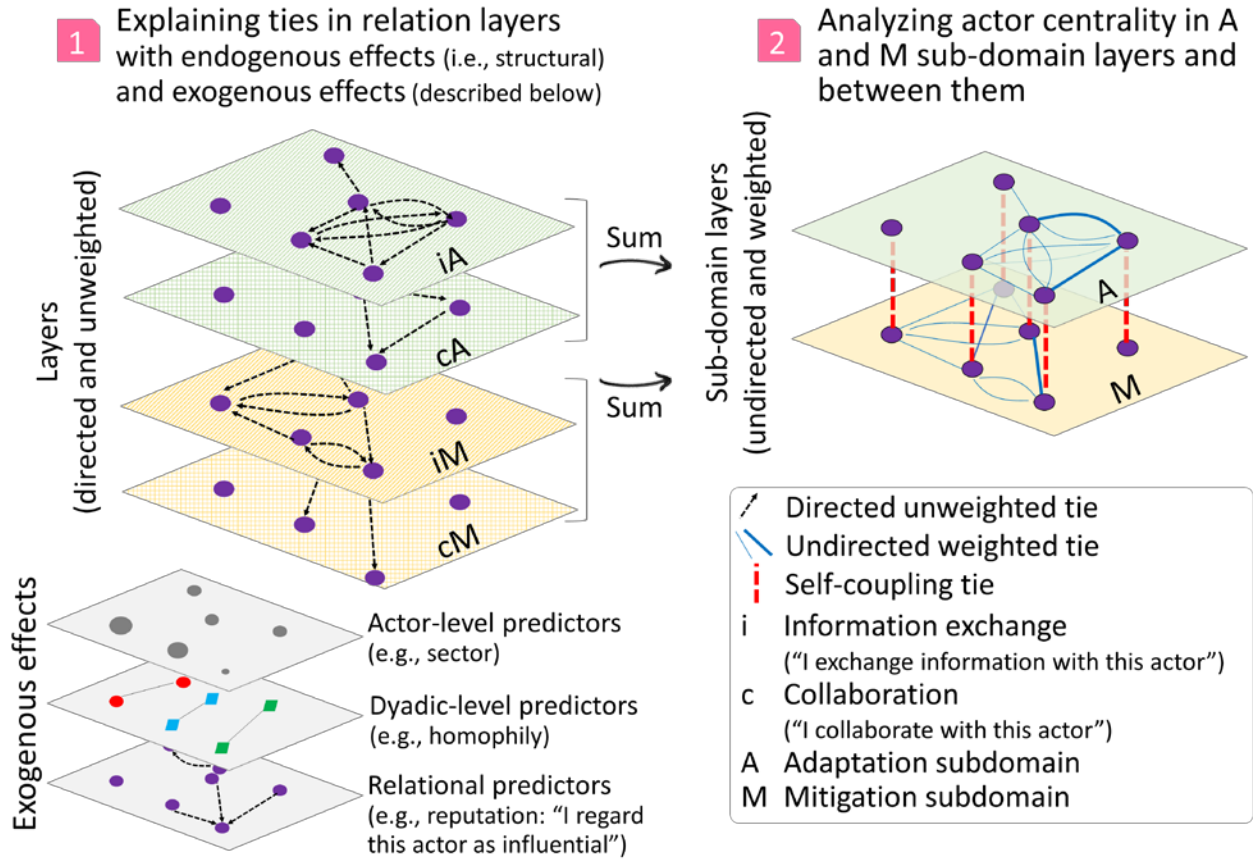 1
Explaining ties in relation layers
with endogenous effects (i.e., structural)
and exogenous effects (described below)
Layers
(directed and unweighted)
iA
cA
iM
cM
Sum
Sum
Exogenous effects
Actor-level predictors
(e.g., sector)
Dyadic-level predictors
(e.g., homophily)
Relational predictors
(e.g., reputation: “I regard
this actor as influential”)
2
Analyzing actor centrality in A
and M sub-domain layers and
between them
Sub-domain layers
(undirected and weighted)
A
M
Directed unweighted tie
Undirected weighted tie
Self-coupling tie
i Information exchange
(“I exchange information with this actor”)
c Collaboration
(“I collaborate with this actor”)
A Adaptation subdomain
M Mitigation subdomain